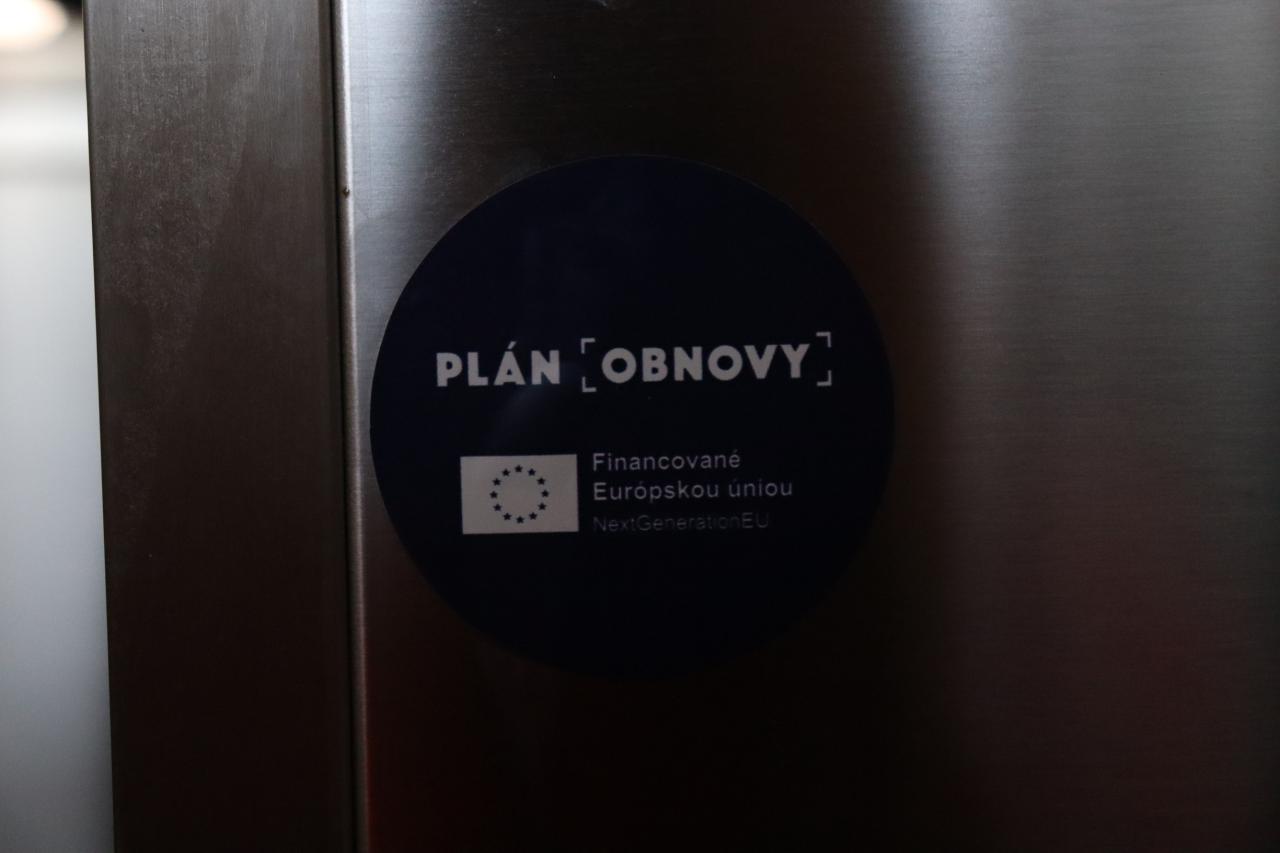 PLÁN [OBNOVY]
Financované
Európskou úniou
NextGenerationEU